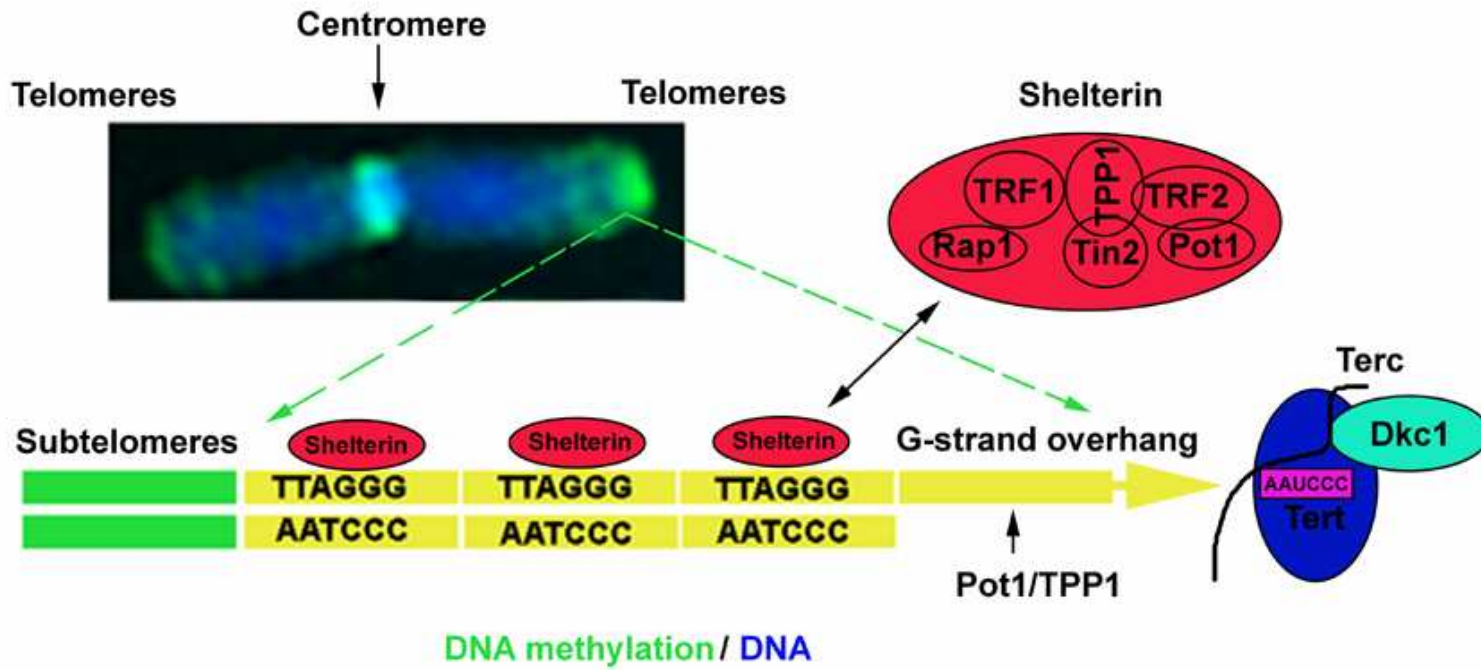 Centromere
Telomeres
Telomeres
Shelterin
TRF1
TPP1
TRF2
Rap1
Tin2
Pot1
Terc
Dkc1
AAUCCC
Tert
Subtelomeres
Shelterin
Shelterin
Shelterin
G-strand overhang
TTAGGG TTAGGG TTAGGG
AATCCC AATCCC AATCCC
Pot1/TPP1
DNA methylation / DNA